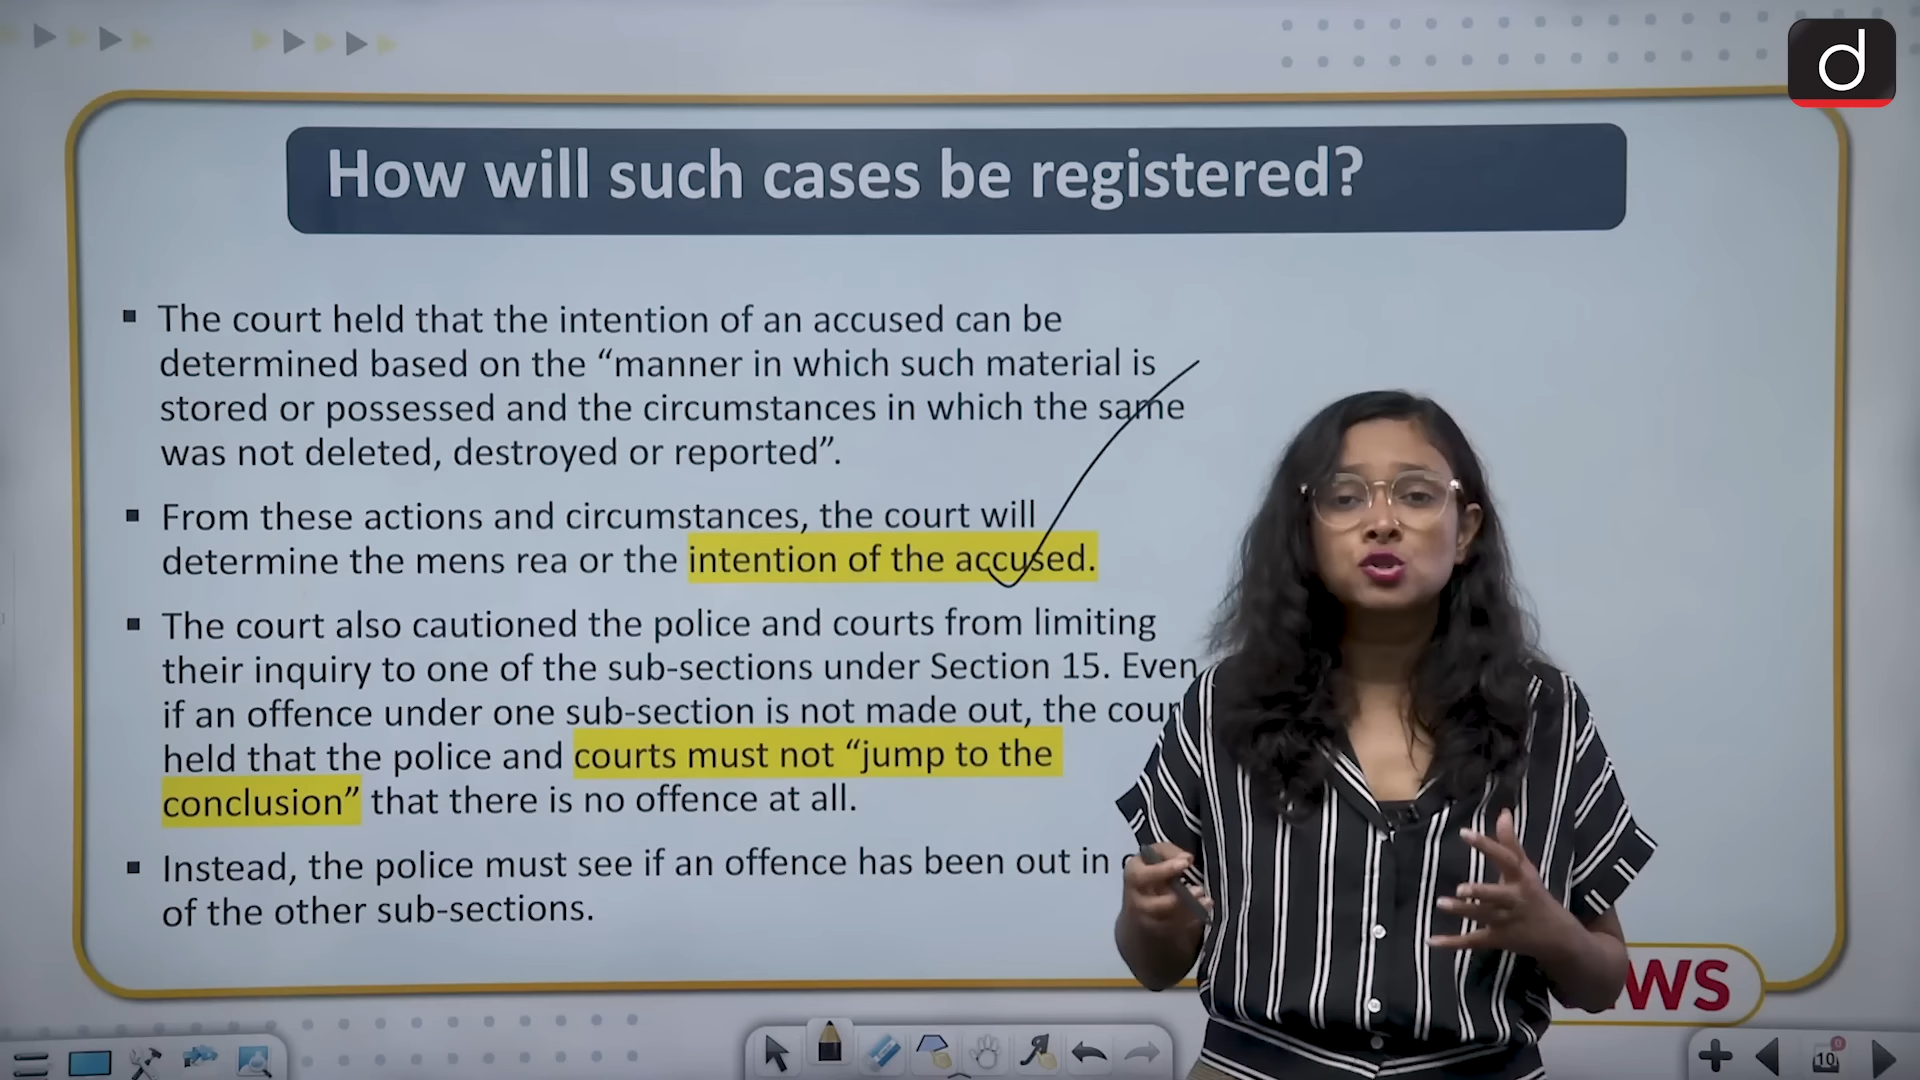 d
How will such cases be registered?
▪ The court held that the intention of an accused can be
determined based on the “manner in which such material is
stored or possessed and the circumstances in which the same
was not deleted, destroyed or reported”.
▪ From these actions and circumstances, the court will
determine the mens rea or the intention of the accused.
▪ The court also cautioned the police and courts from limiting
their inquiry to one of the sub-sections under Section 15. Even
if an offence under one sub-section is not made out, the cour
held that the police and courts must not “jump to the
conclusion” that there is no offence at all.
▪ Instead, the police must see if an offence has been out in
of the other sub-sections.
WS
10
0